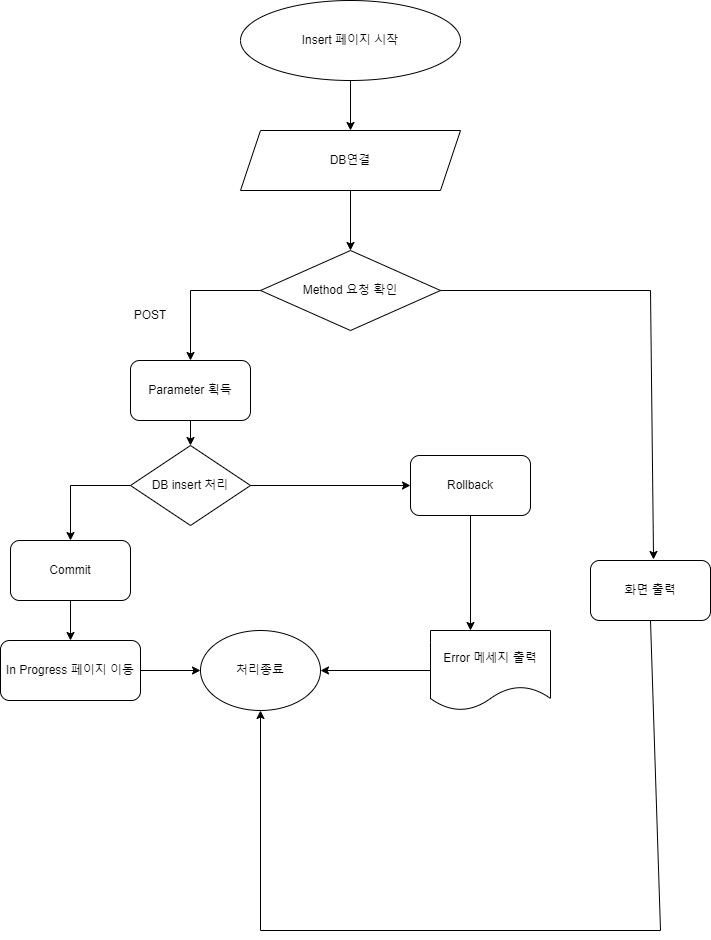 Insert 페이지 시작
DB연결
Method 요청 확인
POST
Parameter 획득
DB insert 처리
Rollback
Commit
화면 출력
In Progress 페이지 이동
처리종료
Error 메세지 출력